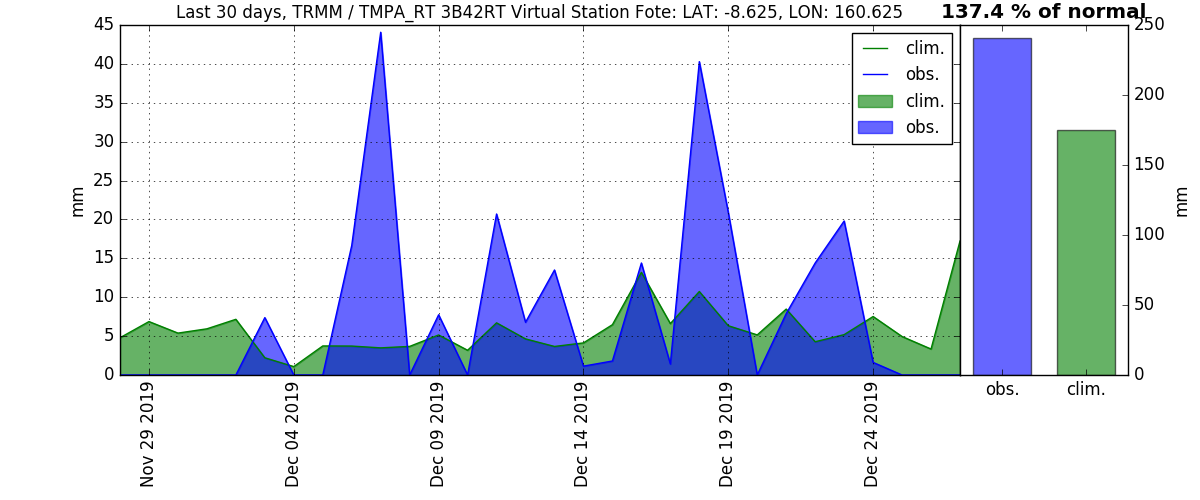 Last 30 days, TRMM / TMPA_RT 3B42RT Virtual Station Fote: LAT: -8.625, LON: 160.625
137.4 % of normal
45
40
35
30
25
20
15
10
5
0
mm
clim.
obs.
clim.
obs.
250
200
150
100
50
0
mm
Nov 29 2019
Dec 04 2019
Dec 09 2019
Dec 14 2019
Dec 19 2019
Dec 24 2019
obs.
clim.